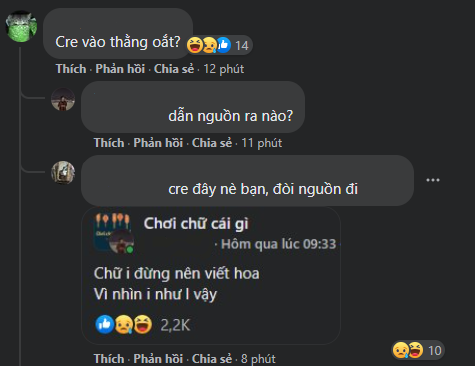 Cre vào thằng oắt?
14
Thích · Phản hồi · Chia sẻ · 12 phút
dẫn nguồn ra nào?
Thích · Phản hồi · Chia sẻ · 11 phút
cre đây nè bạn, đòi nguồn đi
Chơi chữ cái gì
· Hôm qua lúc 09:33
Chữ i đừng nên viết hoa
Vì nhìn i như I vậy
2,2K
10
Thích · Phản hồi · Chia sẻ · 8 phút